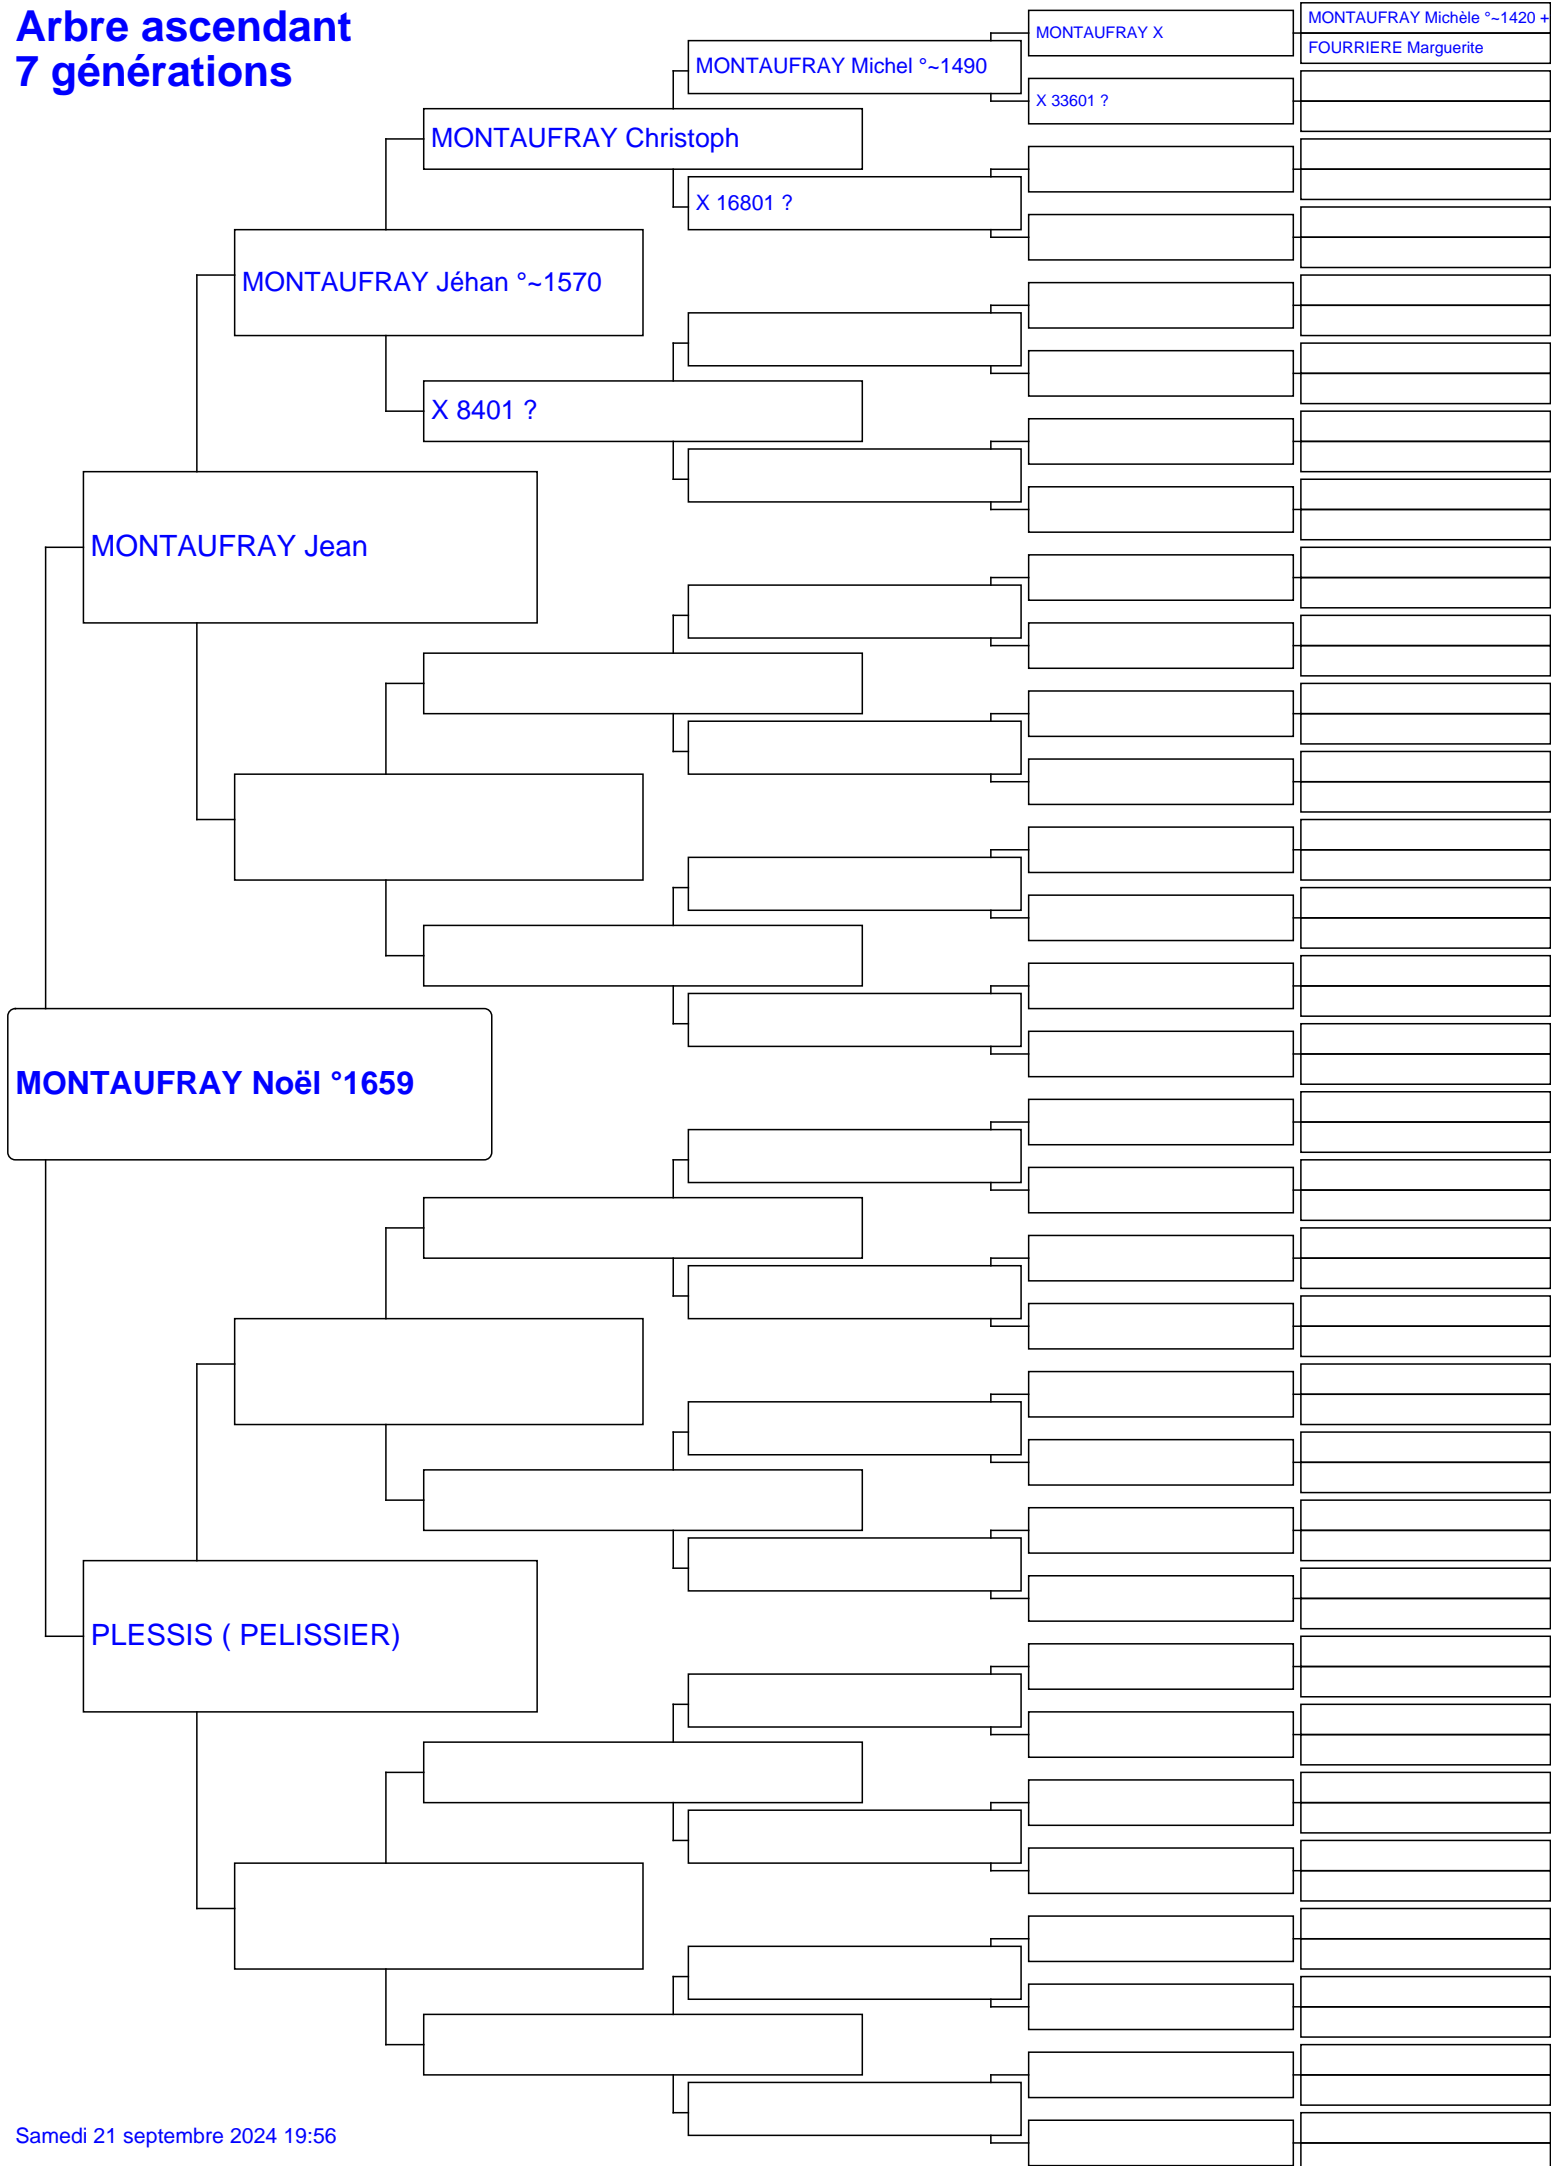 Arbre ascendant
7 générations
MONTAUFRAY Michèle °~1420 +
MONTAUFRAY X
FOURRIERE Marguerite
MONTAUFRAY Michel °~1490
X 33601 ?
MONTAUFRAY Christoph
X 16801 ?
MONTAUFRAY Jéhan °~1570
X 8401 ?
MONTAUFRAY Jean
MONTAUFRAY Noël °1659
PLESSIS ( PELISSIER)
Samedi 21 septembre 2024 19:56